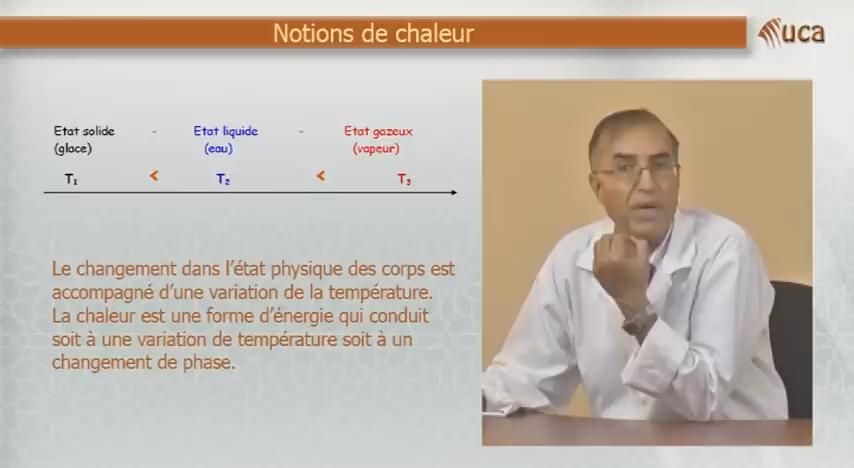 Notions de chaleur
uca
Etat solide - Etat liquide - Etat gazeux
(glace) (eau) (vapeur)
T₁ < T₂ < T₃
Le changement dans l'état physique des corps est
accompagné d'une variation de la température.
La chaleur est une forme d'énergie qui conduit
soit à une variation de température soit à un
changement de phase.